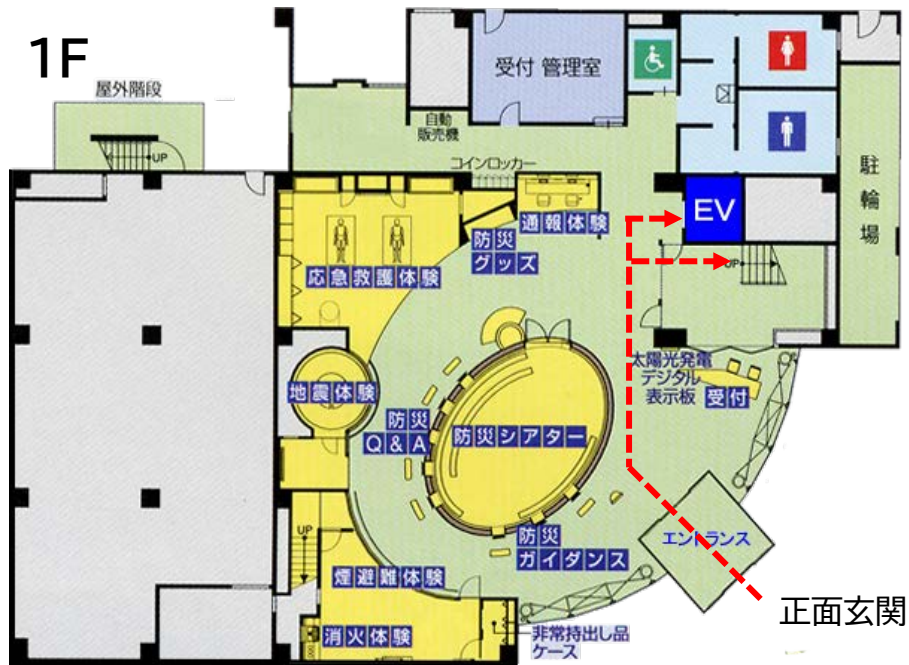 1F
屋外階段
UP
受付 管理室
自動
販売機
コインロッカー
駐輪場
EV
通報体験
防災
グッズ
応急救護体験
UP
太陽光発電
デジタル
表示板
受付
地震体験
防災
Q&A
防災シアター
エントランス
防災
ガイダンス
UP
煙避難体験
正面玄関
消火体験
非常持出し品
ケース